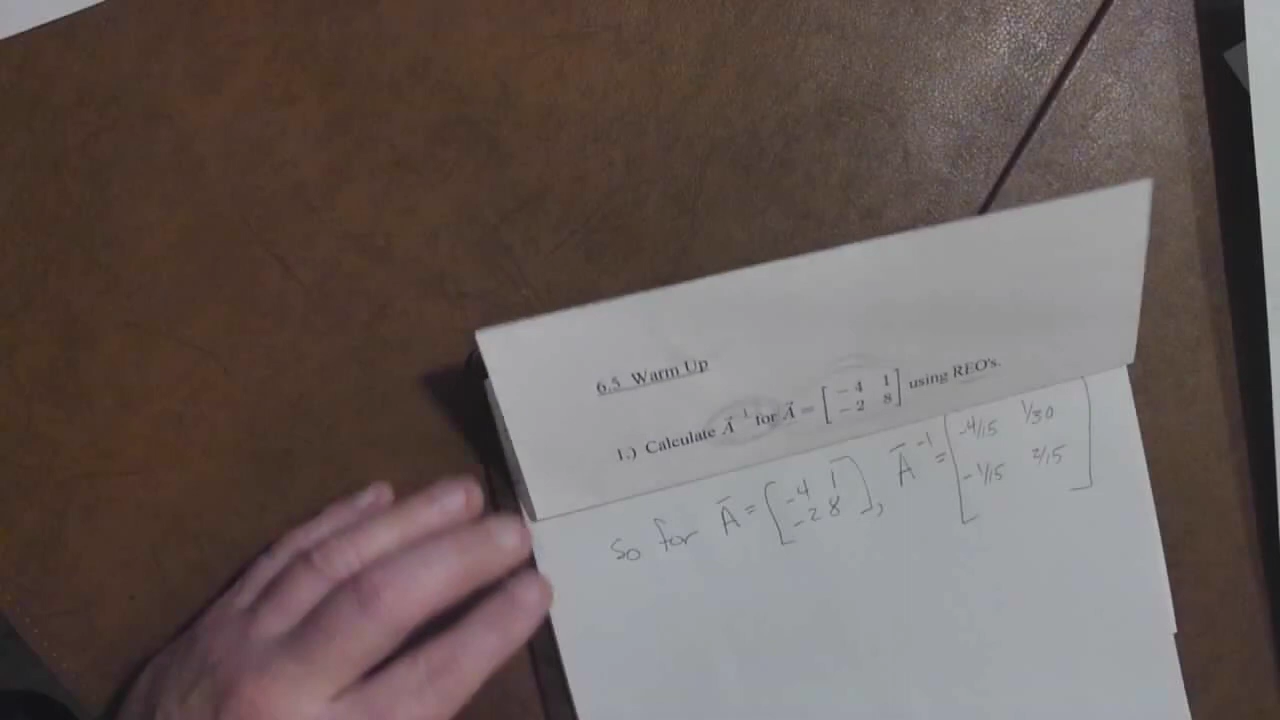 6.5 Warm Up
1.) Calculate A⃗⁻¹ for A⃗ = [ −4 1 ; −2 8 ] using REO's.
So for A̅ = [ -4 1 ; -2 8 ], A̅⁻¹ = [ -4/15 1/30 ; -1/15 2/15 ]